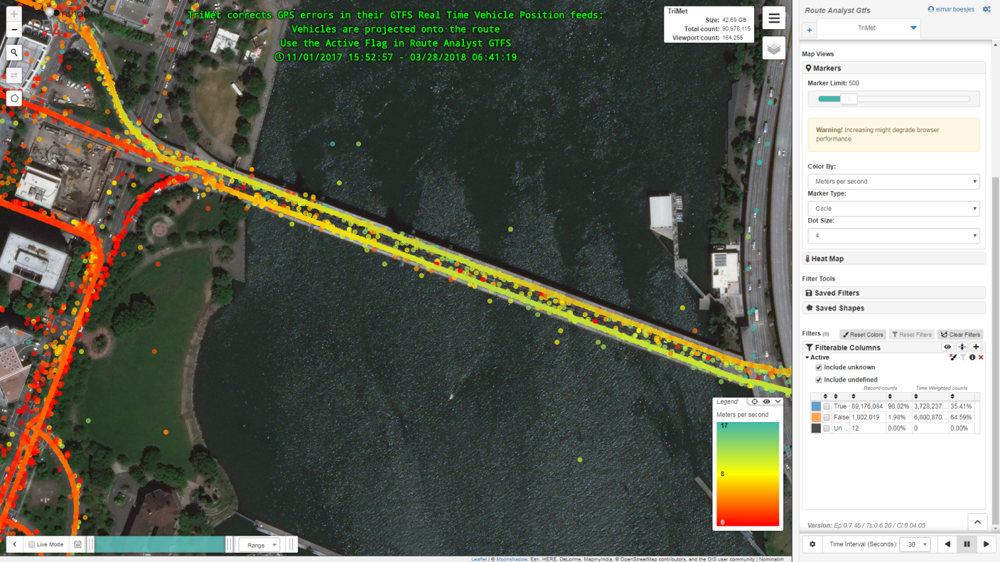 TriMet corrects GPS errors in their GTFS Real Time Vehicle Position feeds:
Vehicles are projected onto the route
Use the Active Flag in Route Analyst GTFS
11/01/2017 15:52:57 - 03/28/2018 06:41:19
TriMet
Size: 42.69 GB
Total count: 90,978,115
Viewport count: 164,255
Legend:
Meters per second
17
8
0
Live Mode
Range
Leaflet | © Moonshadow, Esri, HERE, DeLorme, MapmyIndia, © OpenStreetMap contributors, and the GIS user community | Nominatim
Route Analyst Gtfs
eimar.boesjes
+
TriMet
Map Views
Markers
Marker Limit: 500
Warning! Increasing might degrade browser
performance.
Color By:
Meters per second
Marker Type:
Circle
Dot Size:
4
Heat Map
Filter Tools
Saved Filters
Saved Shapes
Filters (0) Reset Colors Reset Filters Clear Filters
Filterable Columns
Active
Include unknown
Include undefined
Record counts Time Weighted counts
True 89,176,084 98.02% 3,728,237... 35.41%
False 1,802,019 1.98% 6,800,870... 64.59%
Un... 12 0.00% 0 0.00%
Version: Ep:0.7.46 / Ts:0.6.20 / Cl:0.04.05
Time Interval (Seconds): 30